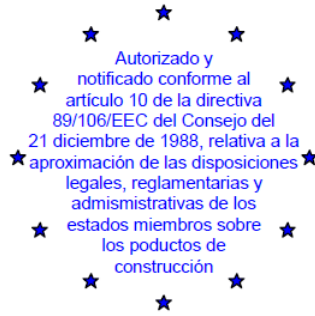 Autorizado y
notificado conforme al
artículo 10 de la directiva
89/106/EEC del Consejo del
21 diciembre de 1988, relativa a la
aproximación de las disposiciones
legales, reglamentarias y
admismistrativas de los
estados miembros sobre
los poductos de
construcción